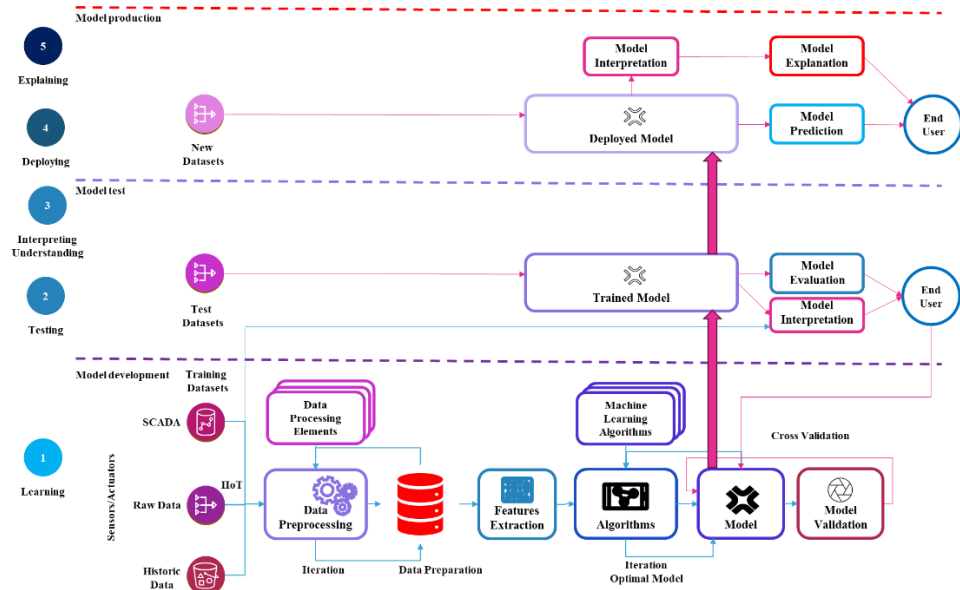 Model production
5
Explaining
Model
Interpretation
Model
Explanation
4
Deploying
New
Datasets
Deployed Model
Model
Prediction
End
User
Model test
3
Interpreting
Understanding
2
Testing
Test
Datasets
Trained Model
Model
Evaluation
Model
Interpretation
End
User
Model development
Training
Datasets
SCADA
Data
Processing
Elements
Machine
Learning
Algorithms
Cross Validation
1
Learning
Sensors/Actuators
Raw Data
IIoT
Data
Preprocessing
Features
Extraction
Algorithms
Model
Model
Validation
Historic
Data
Iteration
Data Preparation
Iteration
Optimal Model